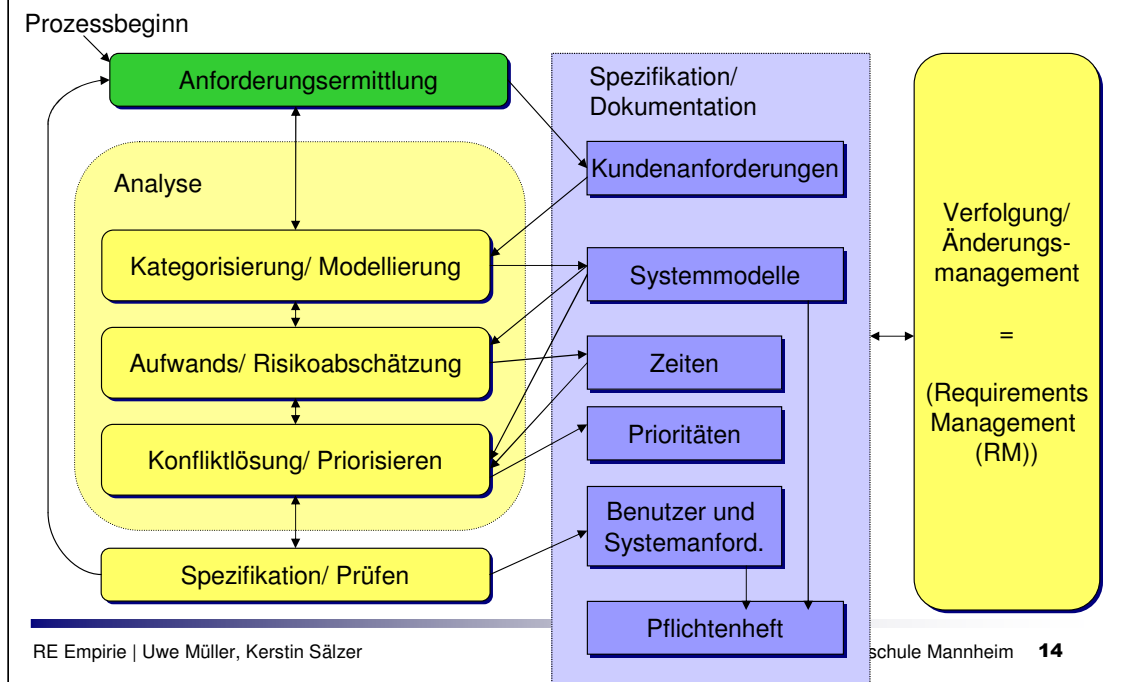 Prozessbeginn
Anforderungsermittlung
Analyse
Kategorisierung/ Modellierung
Aufwands/ Risikoabschätzung
Konfliktlösung/ Priorisieren
Spezifikation/ Prüfen
Spezifikation/
Dokumentation
Kundenanforderungen
Systemmodelle
Zeiten
Prioritäten
Benutzer und
Systemanford.
Pflichtenheft
Verfolgung/
Änderungs-
management
=
(Requirements
Management
(RM))
RE Empirie | Uwe Müller, Kerstin Sälzer
schule Mannheim 14